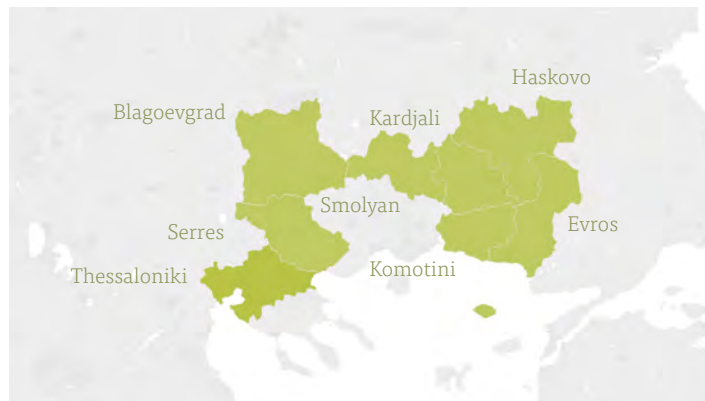 Haskovo
Blagoevgrad
Kardjali
Smolyan
Serres
Evros
Komotini
Thessaloniki